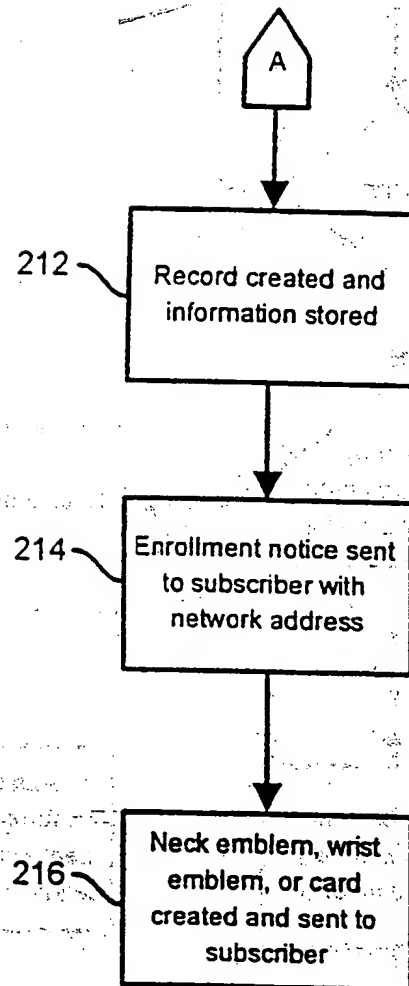 A
212
Record created and
information stored
214
Enrollment notice sent
to subscriber with
network address
216
Neck emblem, wrist
emblem, or card
created and sent to
subscriber